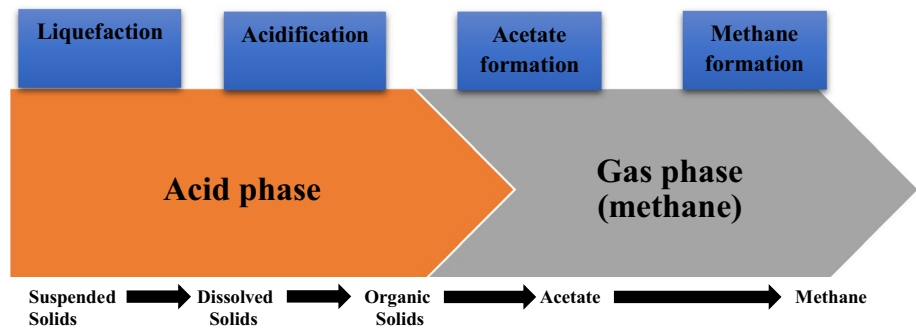 Liquefaction
Acidification
Acetate
formation
Methane
formation
Acid phase
Gas phase
(methane)
Suspended
Solids
Dissolved
Solids
Organic
Solids
Acetate
Methane